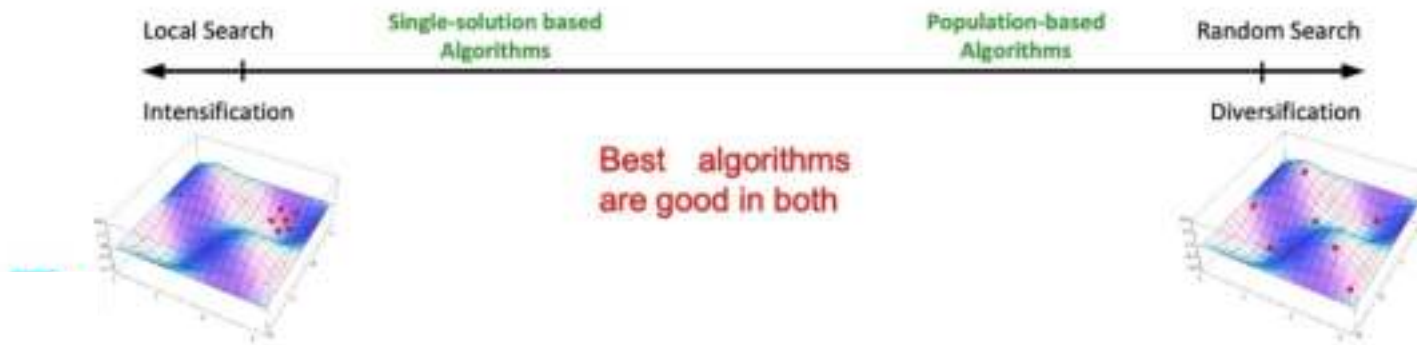 Local Search
Single-solution based
Algorithms
Population-based
Algorithms
Random Search
Intensification
Diversification
Best algorithms
are good in both